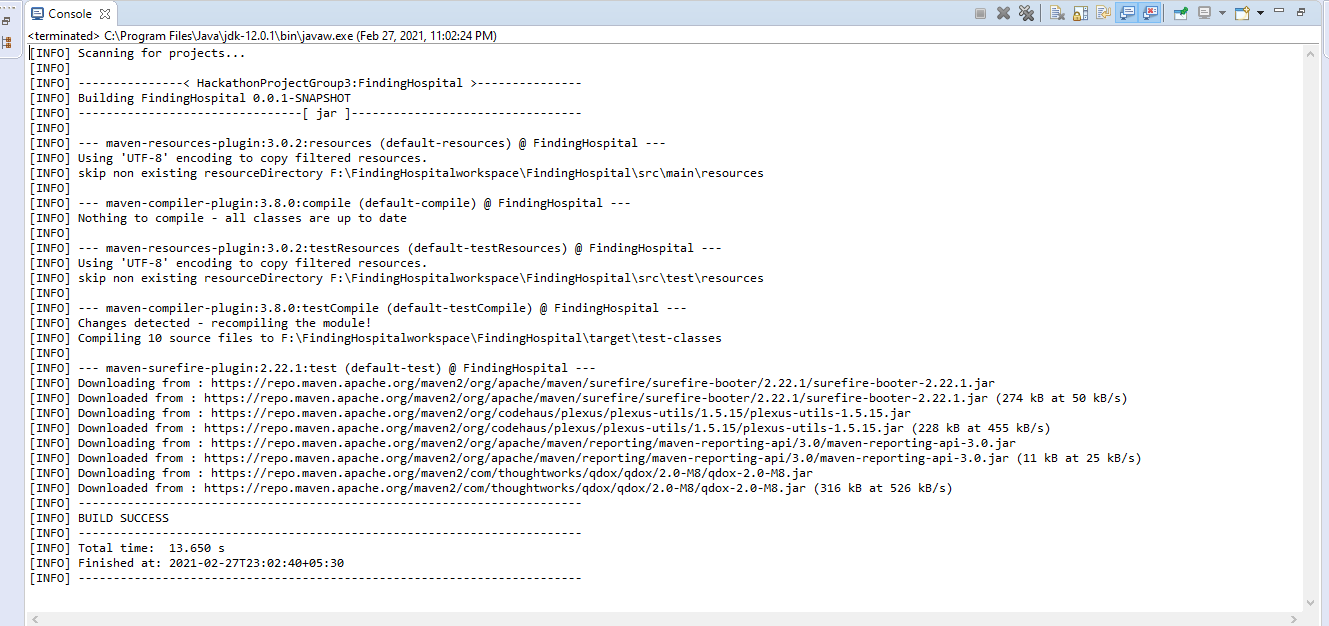 Console
<terminated> C:\Program Files\Java\jdk-12.0.1\bin\javaw.exe (Feb 27, 2021, 11:02:24 PM)
[INFO] Scanning for projects...
[INFO]
[INFO] ---------------< HackathonProjectGroup3:FindingHospital >---------------
[INFO] Building FindingHospital 0.0.1-SNAPSHOT
[INFO] --------------------------------[ jar ]---------------------------------
[INFO]
[INFO] --- maven-resources-plugin:3.0.2:resources (default-resources) @ FindingHospital ---
[INFO] Using 'UTF-8' encoding to copy filtered resources.
[INFO] skip non existing resourceDirectory F:\FindingHospitalworkspace\FindingHospital\src\main\resources
[INFO]
[INFO] --- maven-compiler-plugin:3.8.0:compile (default-compile) @ FindingHospital ---
[INFO] Nothing to compile - all classes are up to date
[INFO]
[INFO] --- maven-resources-plugin:3.0.2:testResources (default-testResources) @ FindingHospital ---
[INFO] Using 'UTF-8' encoding to copy filtered resources.
[INFO] skip non existing resourceDirectory F:\FindingHospitalworkspace\FindingHospital\src\test\resources
[INFO]
[INFO] --- maven-compiler-plugin:3.8.0:testCompile (default-testCompile) @ FindingHospital ---
[INFO] Changes detected - recompiling the module!
[INFO] Compiling 10 source files to F:\FindingHospitalworkspace\FindingHospital\target\test-classes
[INFO]
[INFO] --- maven-surefire-plugin:2.22.1:test (default-test) @ FindingHospital ---
[INFO] Downloading from : https://repo.maven.apache.org/maven2/org/apache/maven/surefire/surefire-booter/2.22.1/surefire-booter-2.22.1.jar
[INFO] Downloaded from : https://repo.maven.apache.org/maven2/org/apache/maven/surefire/surefire-booter/2.22.1/surefire-booter-2.22.1.jar (274 kB at 50 kB/s)
[INFO] Downloading from : https://repo.maven.apache.org/maven2/org/codehaus/plexus/plexus-utils/1.5.15/plexus-utils-1.5.15.jar
[INFO] Downloaded from : https://repo.maven.apache.org/maven2/org/codehaus/plexus/plexus-utils/1.5.15/plexus-utils-1.5.15.jar (228 kB at 455 kB/s)
[INFO] Downloading from : https://repo.maven.apache.org/maven2/org/apache/maven/reporting/maven-reporting-api/3.0/maven-reporting-api-3.0.jar
[INFO] Downloaded from : https://repo.maven.apache.org/maven2/org/apache/maven/reporting/maven-reporting-api/3.0/maven-reporting-api-3.0.jar (11 kB at 25 kB/s)
[INFO] Downloading from : https://repo.maven.apache.org/maven2/com/thoughtworks/qdox/qdox/2.0-M8/qdox-2.0-M8.jar
[INFO] Downloaded from : https://repo.maven.apache.org/maven2/com/thoughtworks/qdox/qdox/2.0-M8/qdox-2.0-M8.jar (316 kB at 526 kB/s)
[INFO] ------------------------------------------------------------------------
[INFO] BUILD SUCCESS
[INFO] ------------------------------------------------------------------------
[INFO] Total time:  13.650 s
[INFO] Finished at: 2021-02-27T23:02:40+05:30
[INFO] ------------------------------------------------------------------------